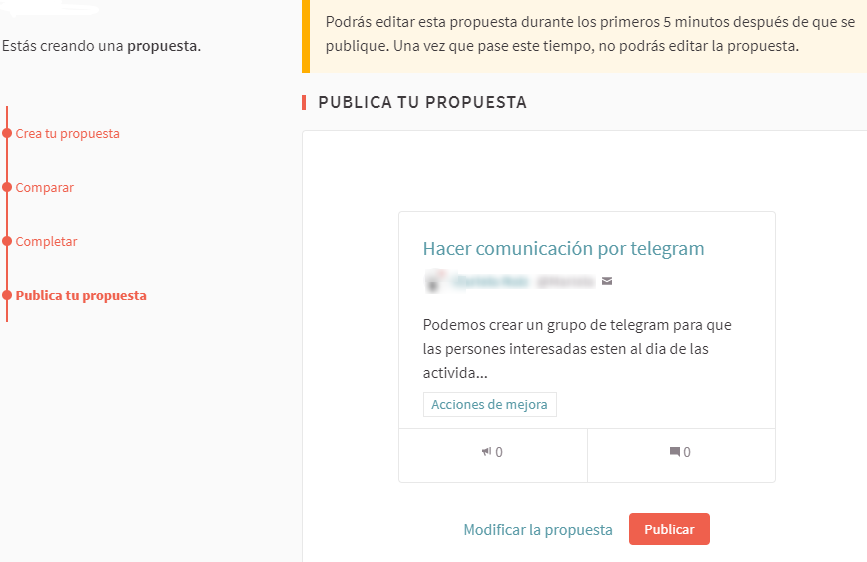 Podrás editar esta propuesta durante los primeros 5 minutos después de que se
publique. Una vez que pase este tiempo, no podrás editar la propuesta.
Estás creando una propuesta.
PUBLICA TU PROPUESTA
Crea tu propuesta
Comparar
Completar
Publica tu propuesta
Hacer comunicación por telegram
Podemos crear un grupo de telegram para que
las persones interesadas esten al dia de las
activida...
Acciones de mejora
0
0
Modificar la propuesta
Publicar